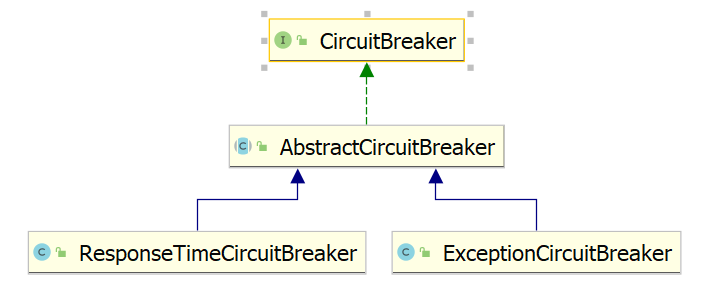 I CircuitBreaker
C AbstractCircuitBreaker
C ResponseTimeCircuitBreaker
C ExceptionCircuitBreaker